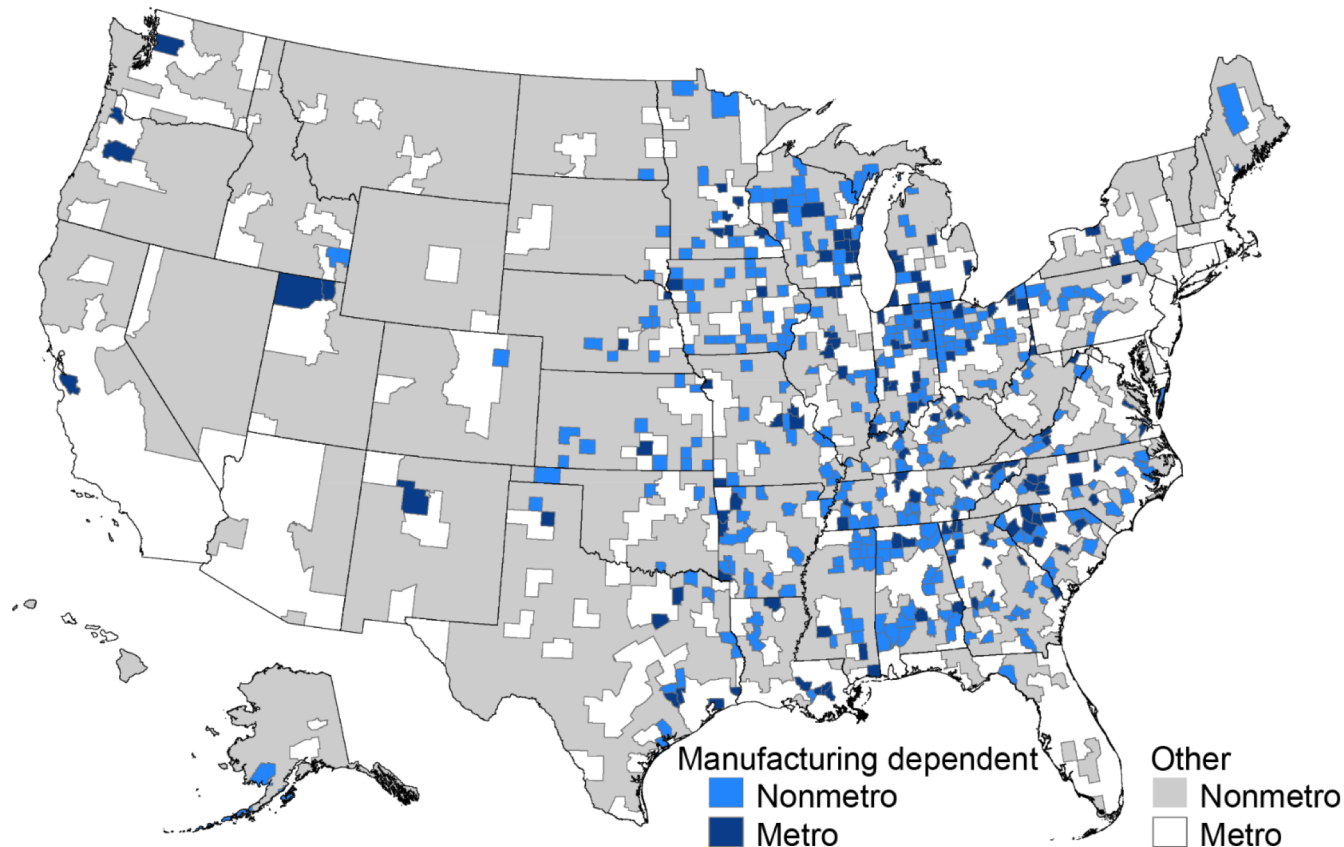 Manufacturing dependent
Nonmetro
Metro
Other
Nonmetro
Metro